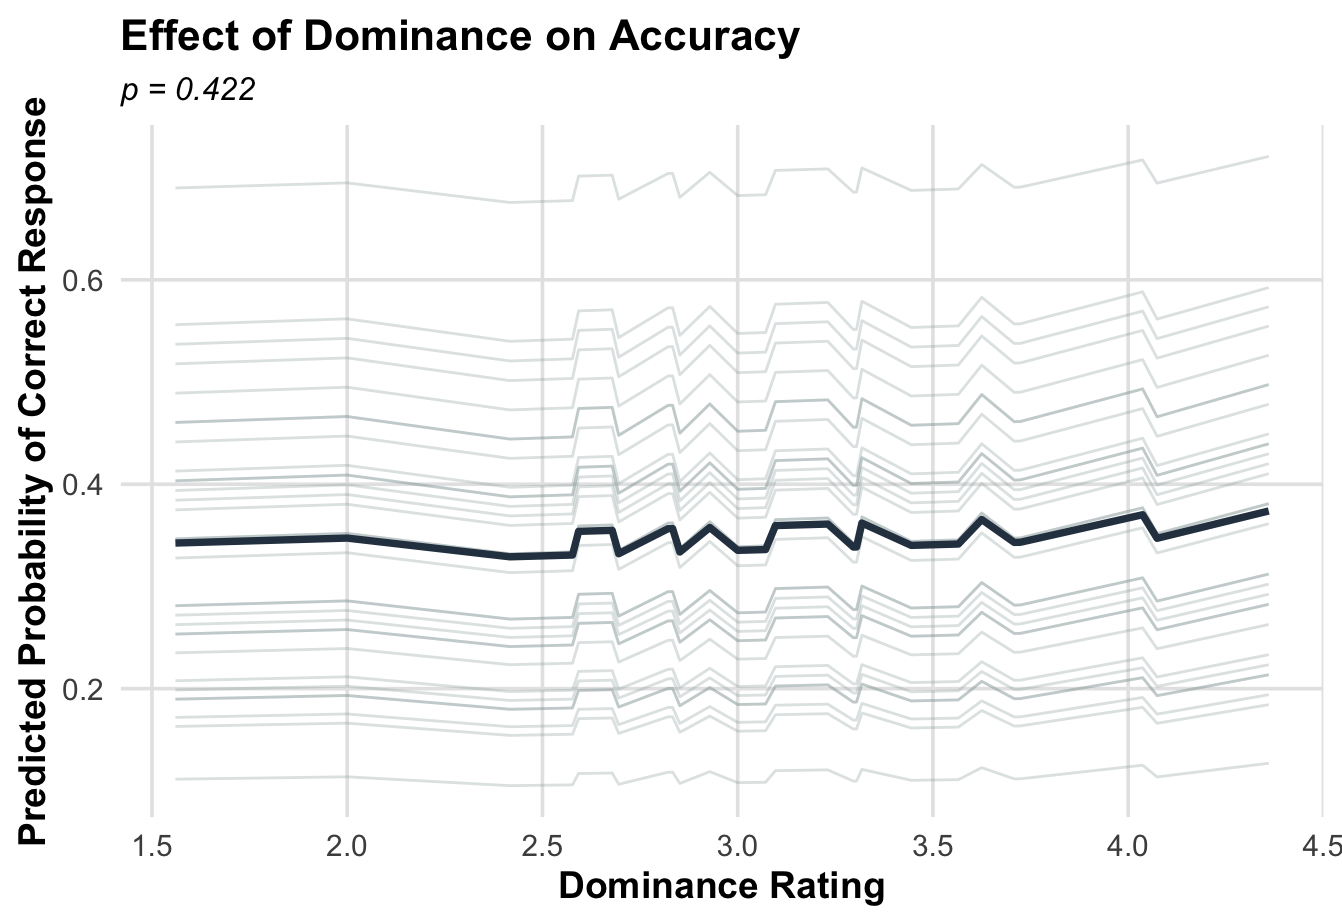 Effect of Dominance on Accuracy
p = 0.422
Predicted Probability of Correct Response
0.6
0.4
0.2
1.5 2.0 2.5 3.0 3.5 4.0 4.5
Dominance Rating